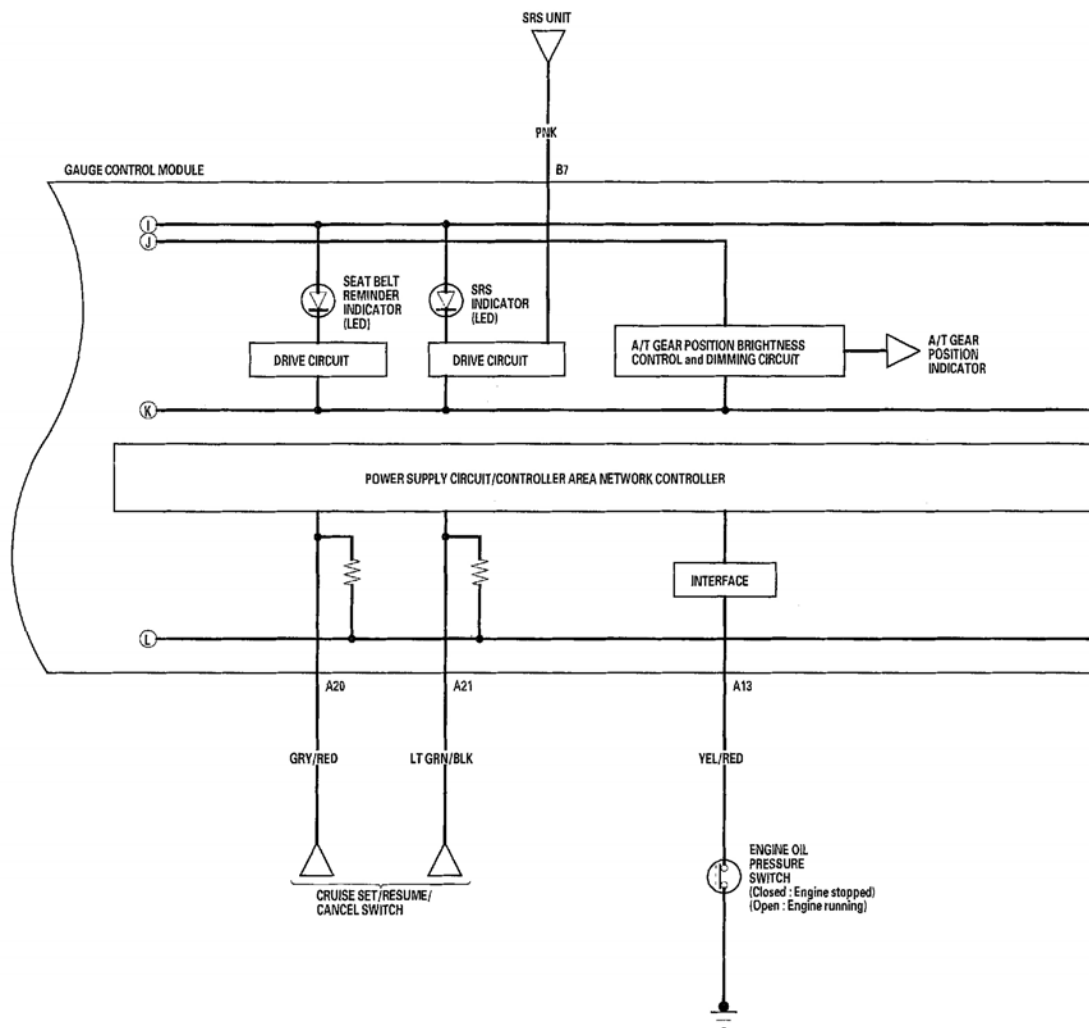 SRS UNIT
PNK
GAUGE CONTROL MODULE
B7
I
J
SEAT BELT
REMINDER
INDICATOR
(LED)
SRS
INDICATOR
(LED)
DRIVE CIRCUIT
DRIVE CIRCUIT
A/T GEAR POSITION BRIGHTNESS
CONTROL and DIMMING CIRCUIT
A/T GEAR
POSITION
INDICATOR
K
POWER SUPPLY CIRCUIT/CONTROLLER AREA NETWORK CONTROLLER
INTERFACE
L
A20
A21
A13
GRY/RED
LT GRN/BLK
YEL/RED
CRUISE SET/RESUME/
CANCEL SWITCH
ENGINE OIL
PRESSURE
SWITCH
(Closed : Engine stopped)
(Open : Engine running)